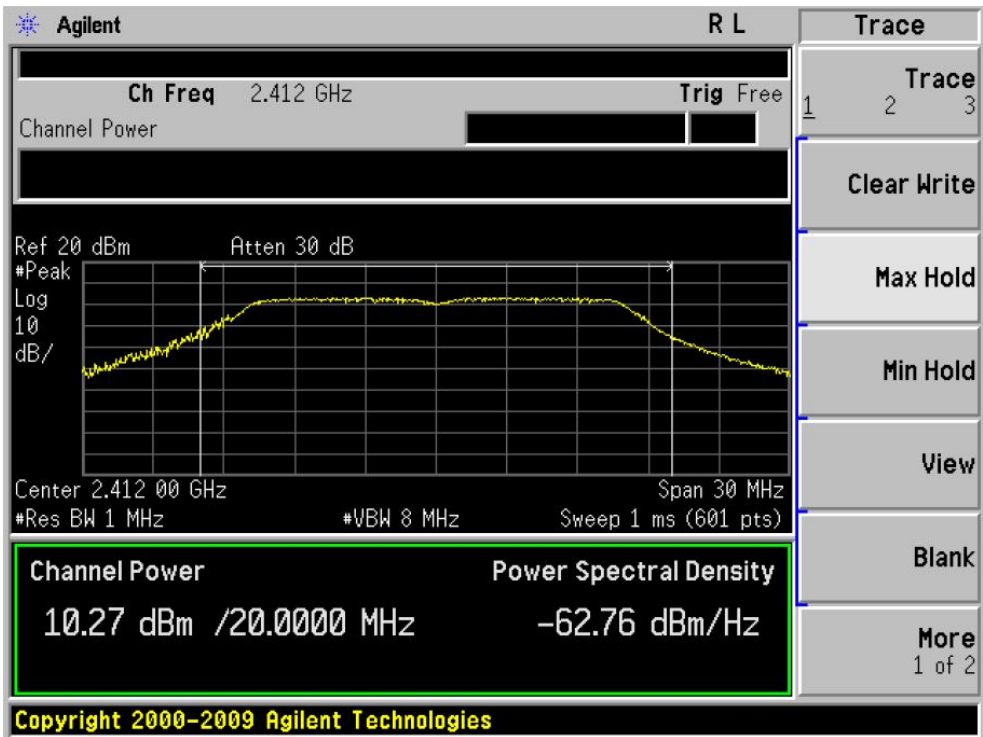 Agilent R L Trace
Ch Freq 2.412 GHz Trig Free
Channel Power
Trace
1 2 3
Clear Write
Ref 20 dBm Atten 30 dB
#Peak
Log
10
dB/
Max Hold
Min Hold
View
Center 2.412 00 GHz Span 30 MHz
#Res BW 1 MHz #VBW 8 MHz Sweep 1 ms (601 pts)
Blank
Channel Power Power Spectral Density
10.27 dBm /20.0000 MHz -62.76 dBm/Hz
More
1 of 2
Copyright 2000-2009 Agilent Technologies